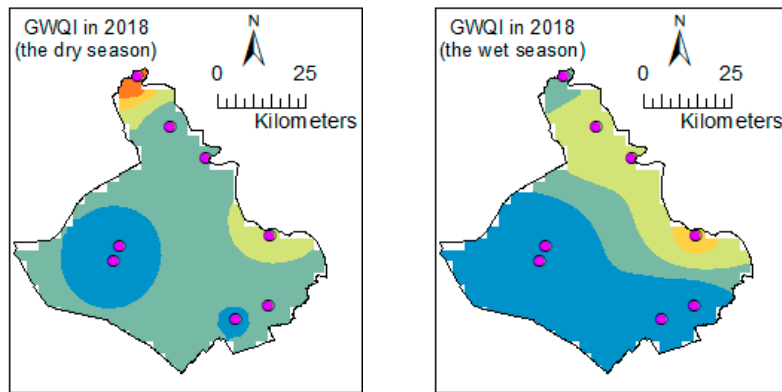 GWQI in 2018
(the dry season)
N
0 25
Kilometers
GWQI in 2018
(the wet season)
N
0 25
Kilometers